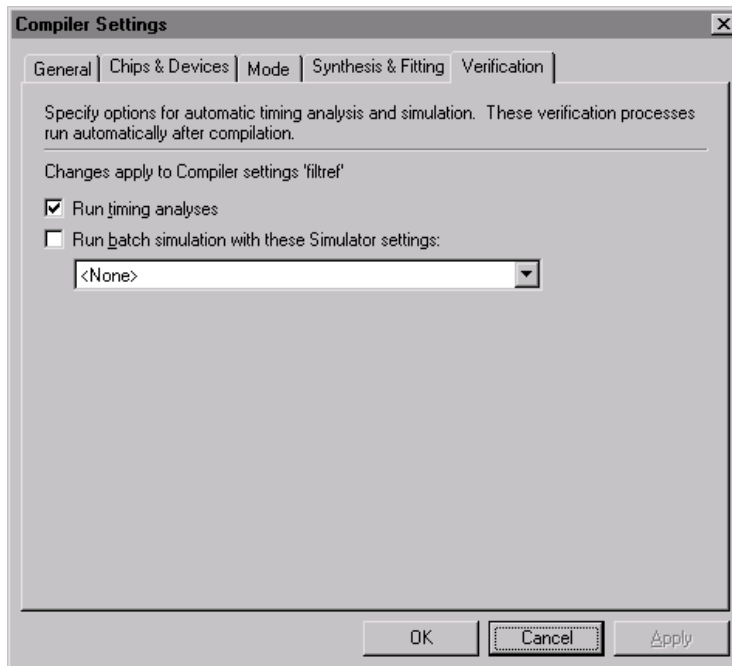 Compiler Settings
General Chips & Devices Mode Synthesis & Fitting Verification
Specify options for automatic timing analysis and simulation. These verification processes
run automatically after compilation.
Changes apply to Compiler settings 'filtref'
Run timing analyses
Run batch simulation with these Simulator settings:
<None>
OK Cancel Apply